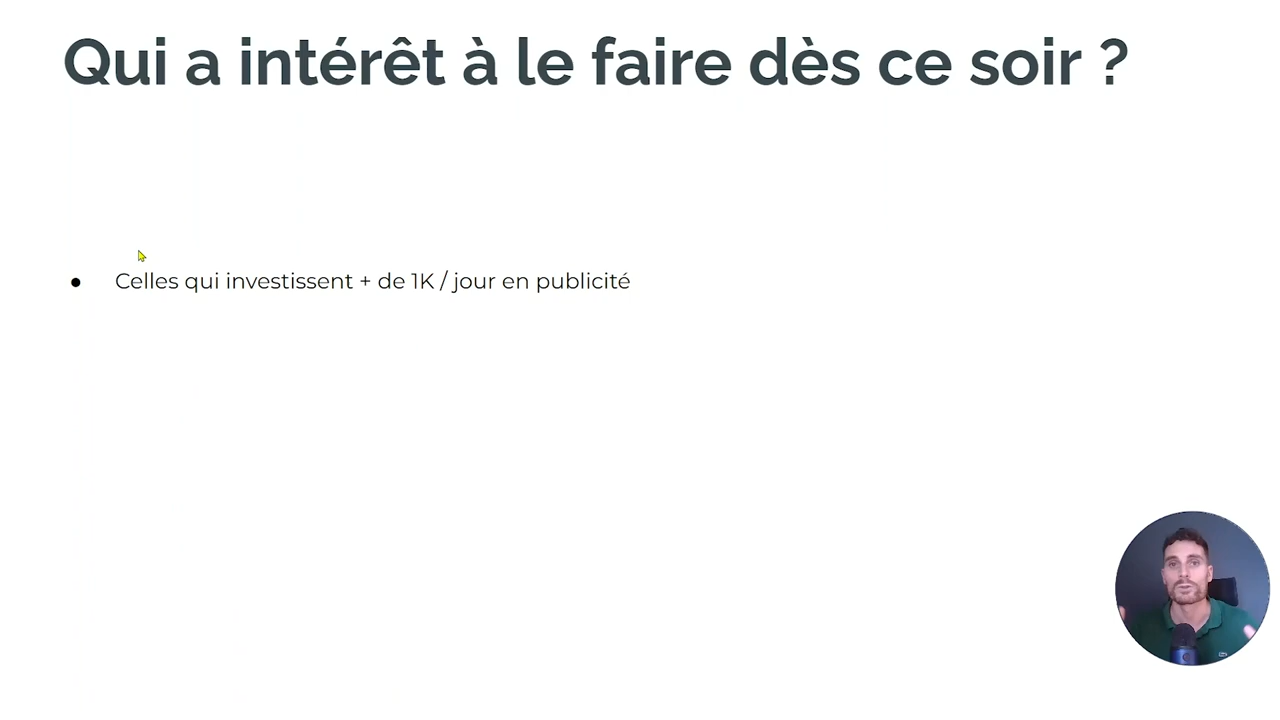 Qui a intérêt à le faire dès ce soir ?
● Celles qui investissent + de 1K / jour en publicité